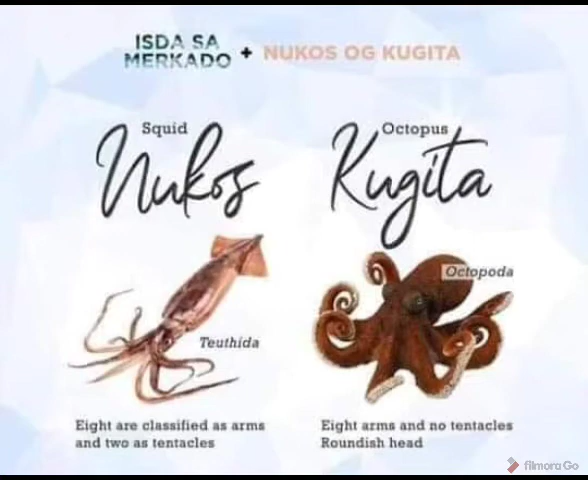 ISDA SA
MERKADO + NUKOS OG KUGITA
Squid
Nukos
Octopus
Kugita
Octopoda
Teuthida
Eight are classified as arms
and two as tentacles
Eight arms and no tentacles
Roundish head
filmora Go